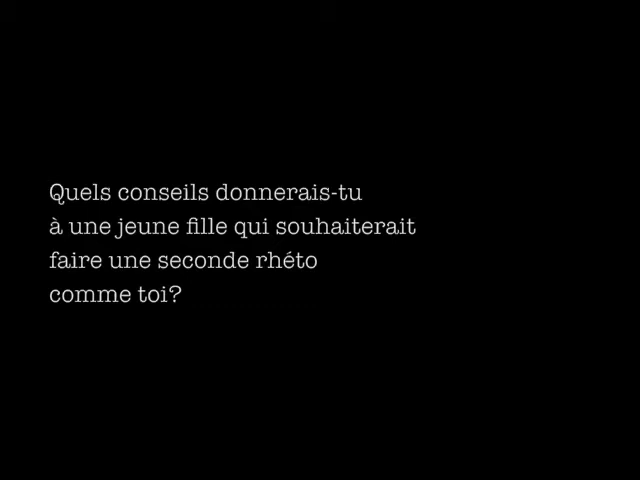 Quels conseils donnerais-tu
à une jeune fille qui souhaiterait
faire une seconde rhéto
comme toi?